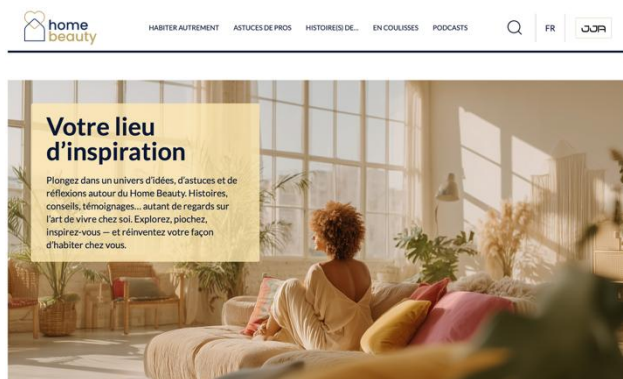 home
beauty
HABITER AUTREMENT ASTUCES DE PROS HISTOIRE(S) DE... EN COULISSES PODCASTS FR JJA
Votre lieu
d'inspiration
Plongez dans un univers d'idées, d'astuces et de
réflexions autour du Home Beauty. Histoires,
conseils, témoignages... autant de regards sur
l'art de vivre chez soi. Explorez, piochez,
inspirez-vous — et réinventez votre façon
d'habiter chez vous.